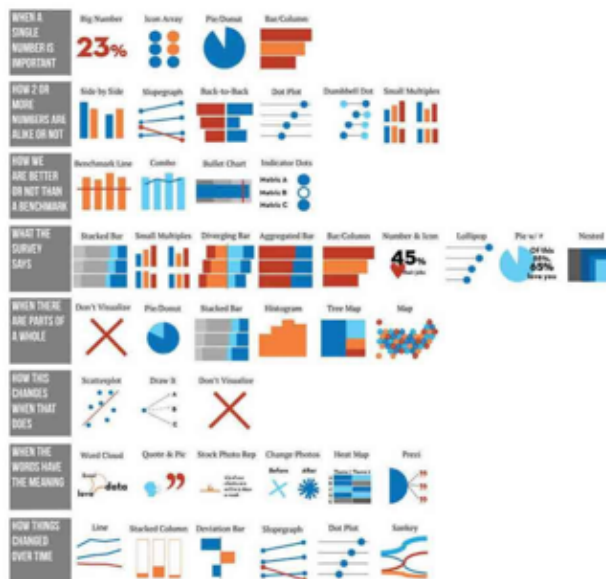 WHEN A
SINGLE
NUMBER IS
IMPORTANT
Big Number
Icon Array
Pie/Donut
Bar/Column
23%
HOW 2 OR
MORE
NUMBERS ARE
ALIKE OR NOT
Side by Side
Slopegraph
Back-to-Back
Dot Plot
Dumbbell Dot
Small Multiples
HOW WE
ARE BETTER
OR NOT THAN
A BENCHMARK
Benchmark Line
Combo
Bullet Chart
Indicator Dots
Metric A
Metric B
Metric C
WHAT THE
SURVEY
SAYS
Stacked Bar
Small Multiples
Diverging Bar
Aggregated Bar
Bar/Column
Number & Icon
Lollipop
Pie w/ #
Nested
45%
Of this
65%
love you
WHEN THERE
ARE PARTS OF
A WHOLE
Don't Visualize
Pie/Donut
Stacked Bar
Histogram
Tree Map
Map
HOW THIS
CHANGES
WHEN THAT
DOES
Scatterplot
Draw It
Don't Visualize
A
B
C
WHEN THE
WORDS HAVE
THE MEANING
Word Cloud
Quote & Pic
Stock Photo Rep
Change Photos
Heat Map
Prezi
love
data
Before
After
HOW THINGS
CHANGED
OVER TIME
Line
Stacked Column
Deviation Bar
Slopegraph
Dot Plot
Sankey